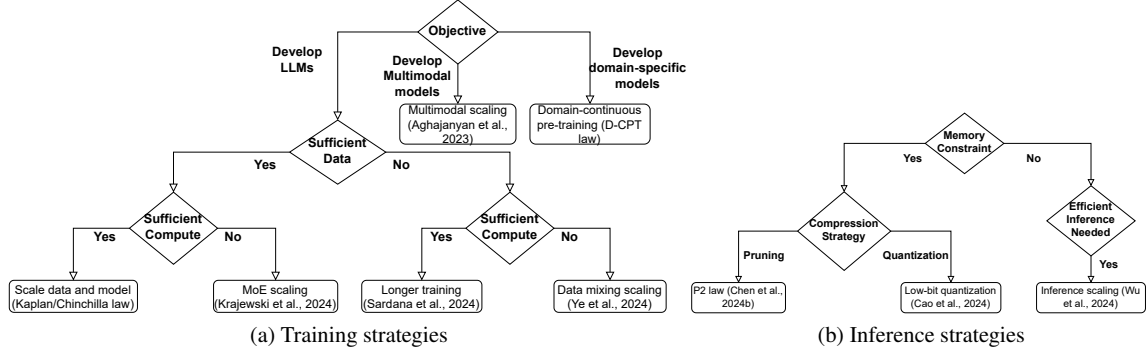 Objective
Develop
LLMs
Develop
Multimodal
models
Develop
domain-specific
models
Multimodal scaling
(Aghajanyan et al.,
2023)
Domain-continuous
pre-training (D-CPT
law)
Sufficient
Data
Yes
No
Sufficient
Compute
Sufficient
Compute
Yes
No
Yes
No
Scale data and model
(Kaplan/Chinchilla law)
MoE scaling
(Krajewski et al., 2024)
Longer training
(Sardana et al., 2024)
Data mixing scaling
(Ye et al., 2024)
(a) Training strategies
Memory
Constraint
Yes
No
Compression
Strategy
Efficient
Inference
Needed
Pruning
Quantization
Yes
P2 law (Chen et al.,
2024b)
Low-bit quantization
(Cao et al., 2024)
Inference scaling (Wu
et al., 2024)
(b) Inference strategies